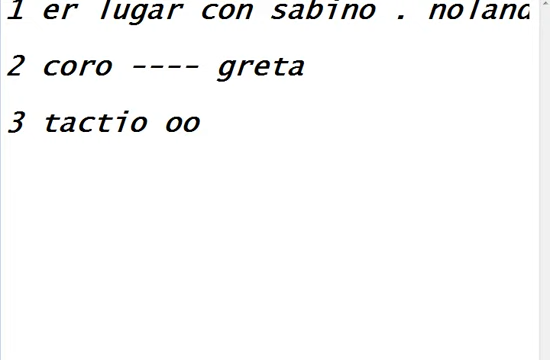 1 er lugar con sabino . noland
2 coro ---- greta
3 tactio oo